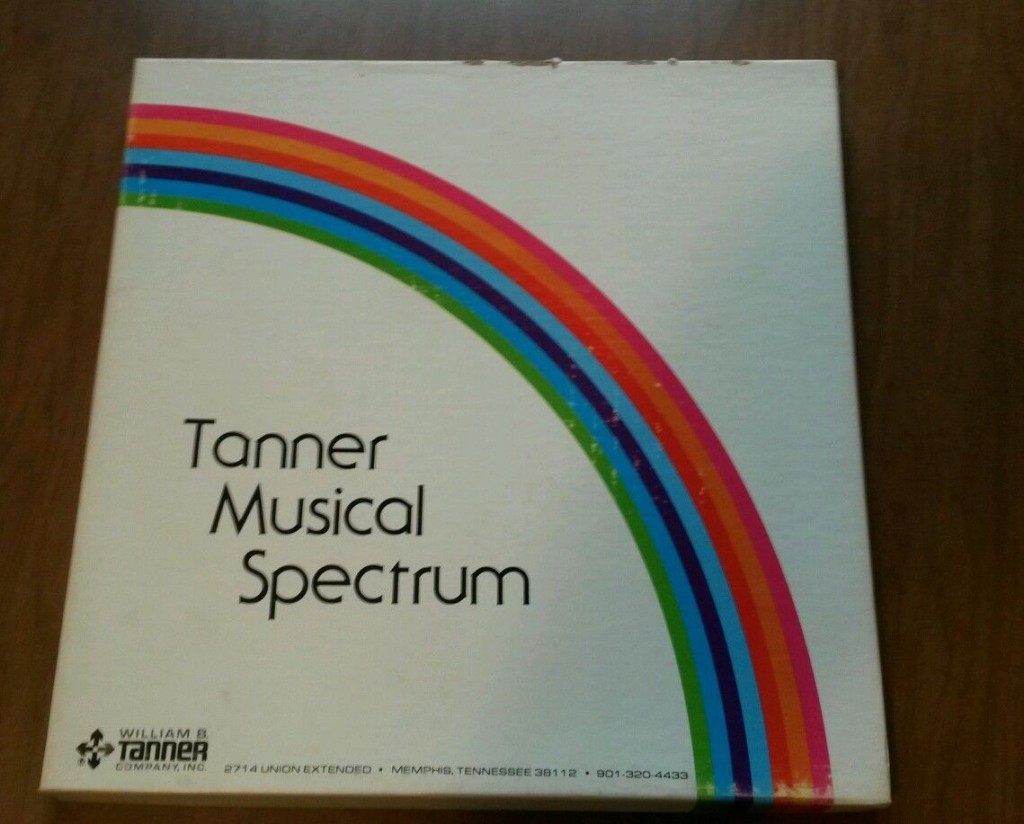 Tanner
Musical
Spectrum
WILLIAM B.
Tanner
COMPANY, INC.
2714 UNION EXTENDED • MEMPHIS, TENNESSEE 38112 • 901-320-4433